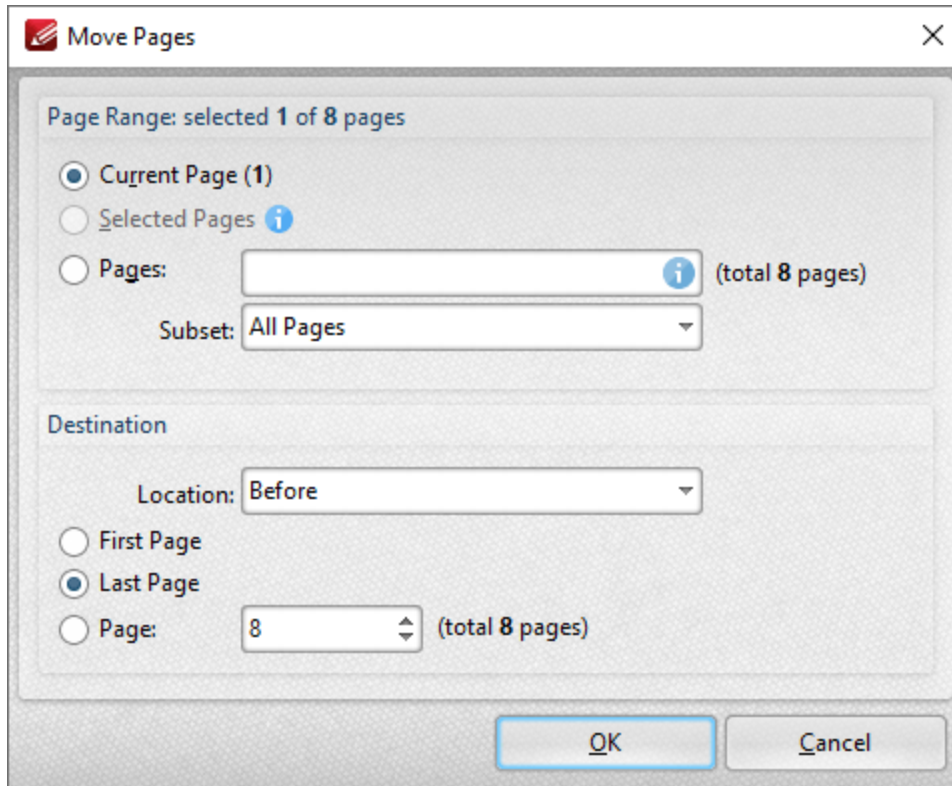 Move Pages
Page Range: selected 1 of 8 pages
Current Page (1)
Selected Pages
Pages: (total 8 pages)
Subset: All Pages
Destination
Location: Before
First Page
Last Page
Page: 8 (total 8 pages)
OK Cancel